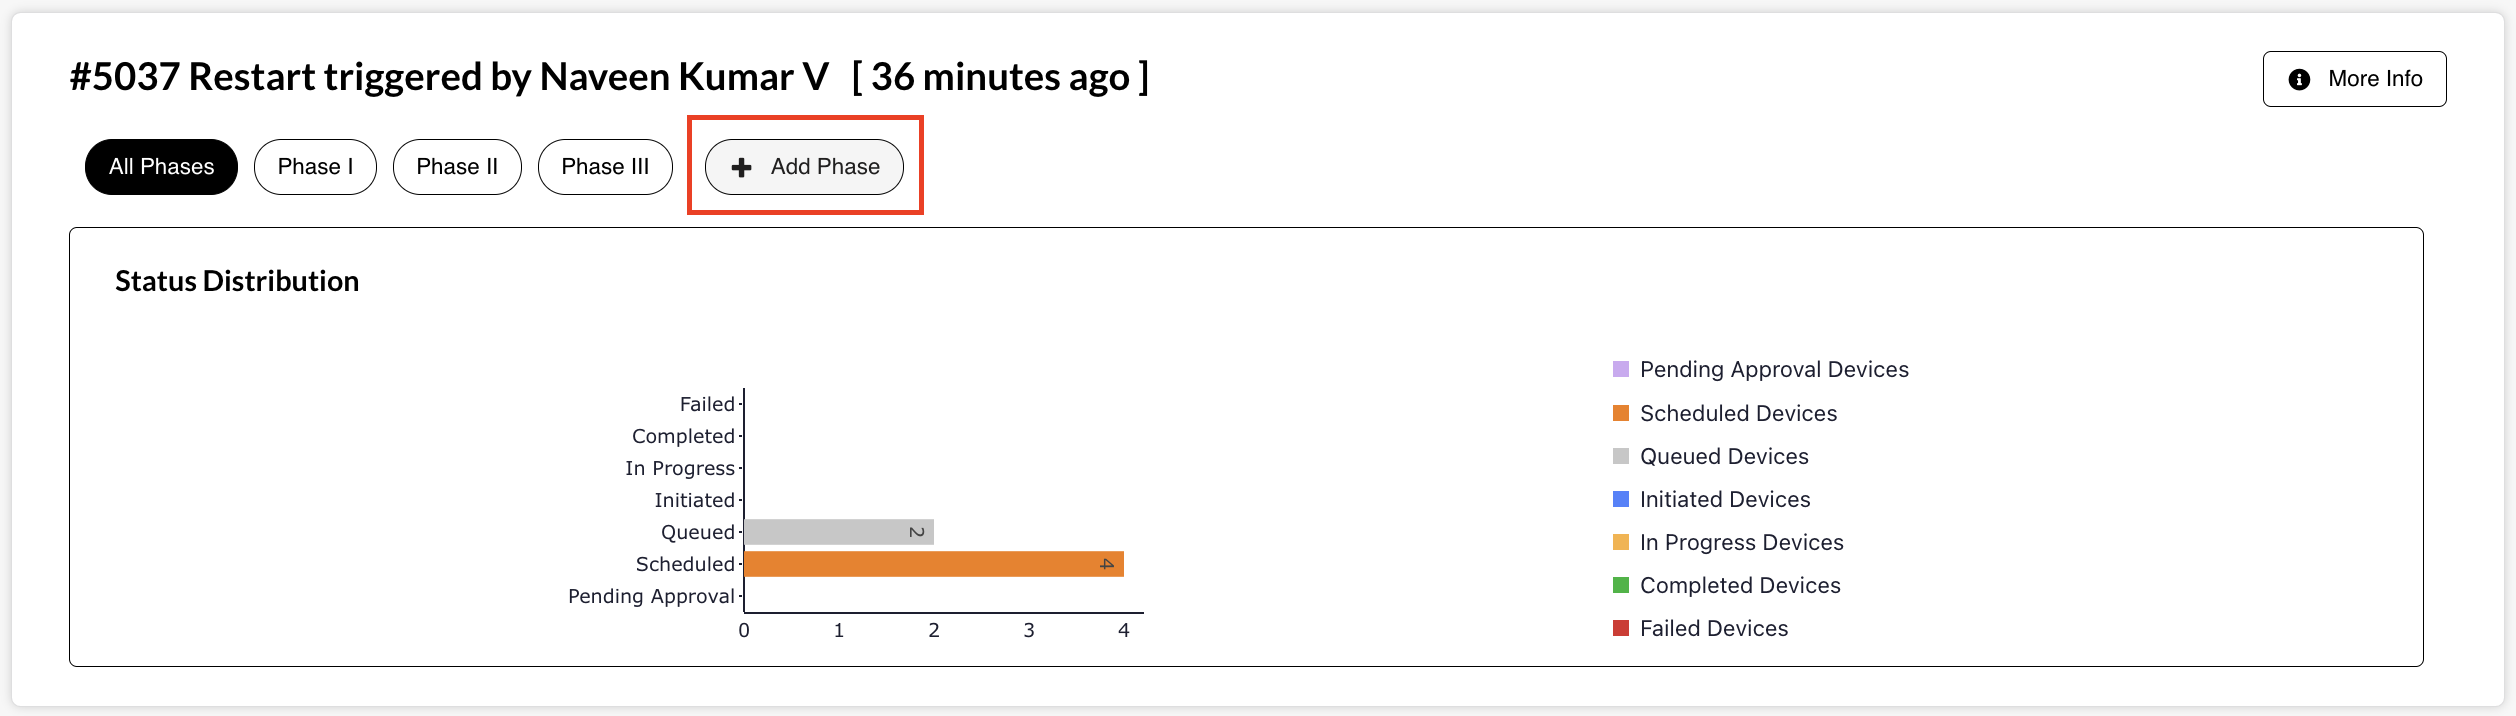 #5037 Restart triggered by Naveen Kumar V [ 36 minutes ago ]
More Info
All Phases
Phase I
Phase II
Phase III
Add Phase
Status Distribution
Failed
Completed
In Progress
Initiated
Queued
2
Scheduled
4
Pending Approval
0 1 2 3 4
Pending Approval Devices
Scheduled Devices
Queued Devices
Initiated Devices
In Progress Devices
Completed Devices
Failed Devices